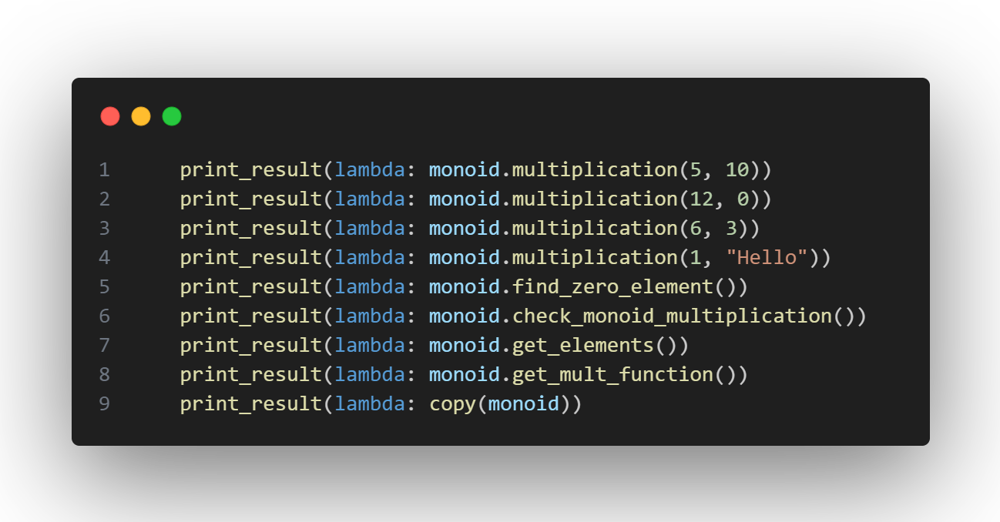 1 print_result(lambda: monoid.multiplication(5, 10))
2 print_result(lambda: monoid.multiplication(12, 0))
3 print_result(lambda: monoid.multiplication(6, 3))
4 print_result(lambda: monoid.multiplication(1, "Hello"))
5 print_result(lambda: monoid.find_zero_element())
6 print_result(lambda: monoid.check_monoid_multiplication())
7 print_result(lambda: monoid.get_elements())
8 print_result(lambda: monoid.get_mult_function())
9 print_result(lambda: copy(monoid))